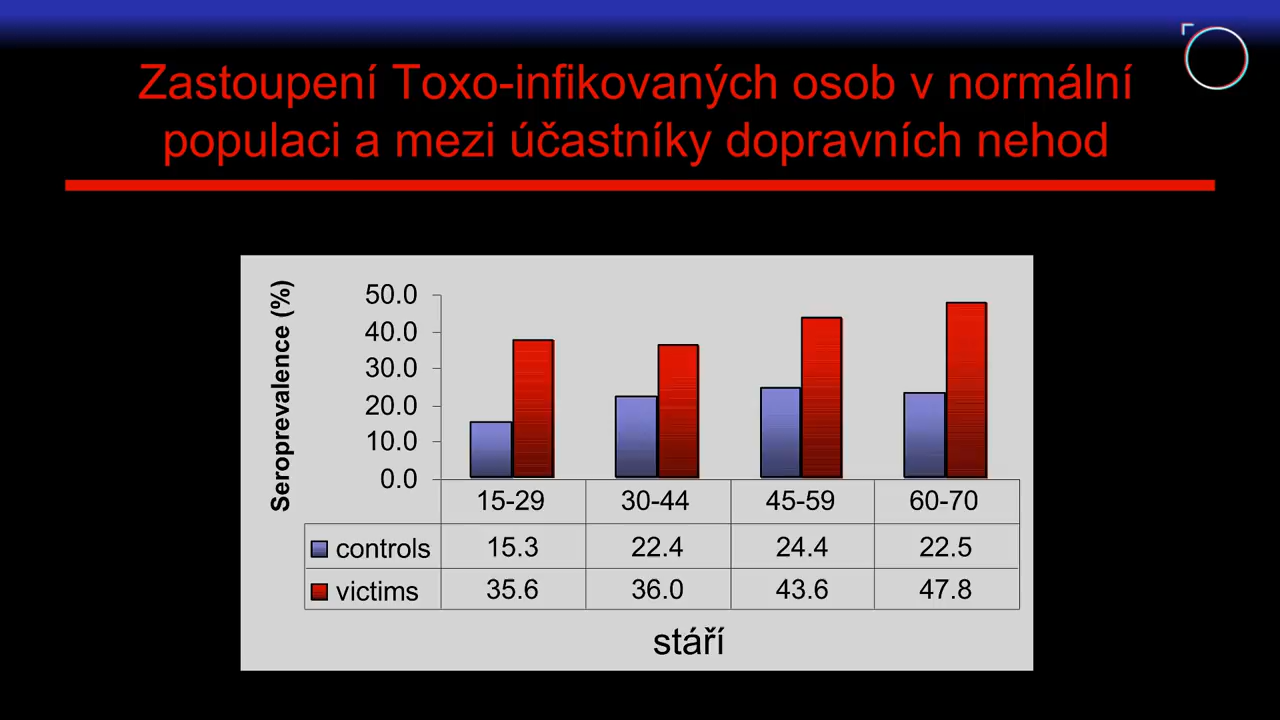 Zastoupení Toxo-infikovaných osob v normální
populaci a mezi účastníky dopravních nehod
Seroprevalence (%)
50.0
40.0
30.0
20.0
10.0
0.0
15-29 30-44 45-59 60-70
controls 15.3 22.4 24.4 22.5
victims 35.6 36.0 43.6 47.8
stáří